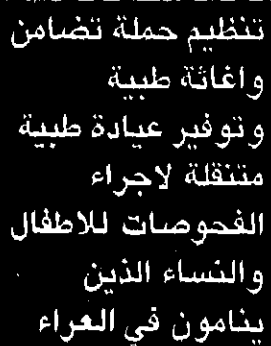 تنظيم حملة تضامن
واغاثة طبية
وتوفير عيادة طبية
متنقلة لاجراء
الفحوصات للاطفال
والنساء الذين
ينامون في العراء